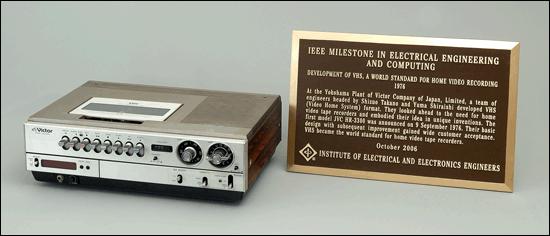 Victor
IEEE MILESTONE IN ELECTRICAL ENGINEERING
AND COMPUTING
DEVELOPMENT OF VHS, A WORLD STANDARD FOR HOME VIDEO RECORDING
1976
At the Yokohama Plant of Victor Company of Japan, Limited, a team of
engineers headed by Shizuo Takano and Yuma Shiraishi developed VHS
(Video Home System) format. They looked ahead to the need for home
video tape recorders and embodied their idea in unique inventions. The
first model JVC HR-3300 was announced on 9 September 1976. Their basic
design with subsequent improvement gained wide customer acceptance.
VHS became the world standard for home video tape recorders.
October 2006
INSTITUTE OF ELECTRICAL AND ELECTRONICS ENGINEERS